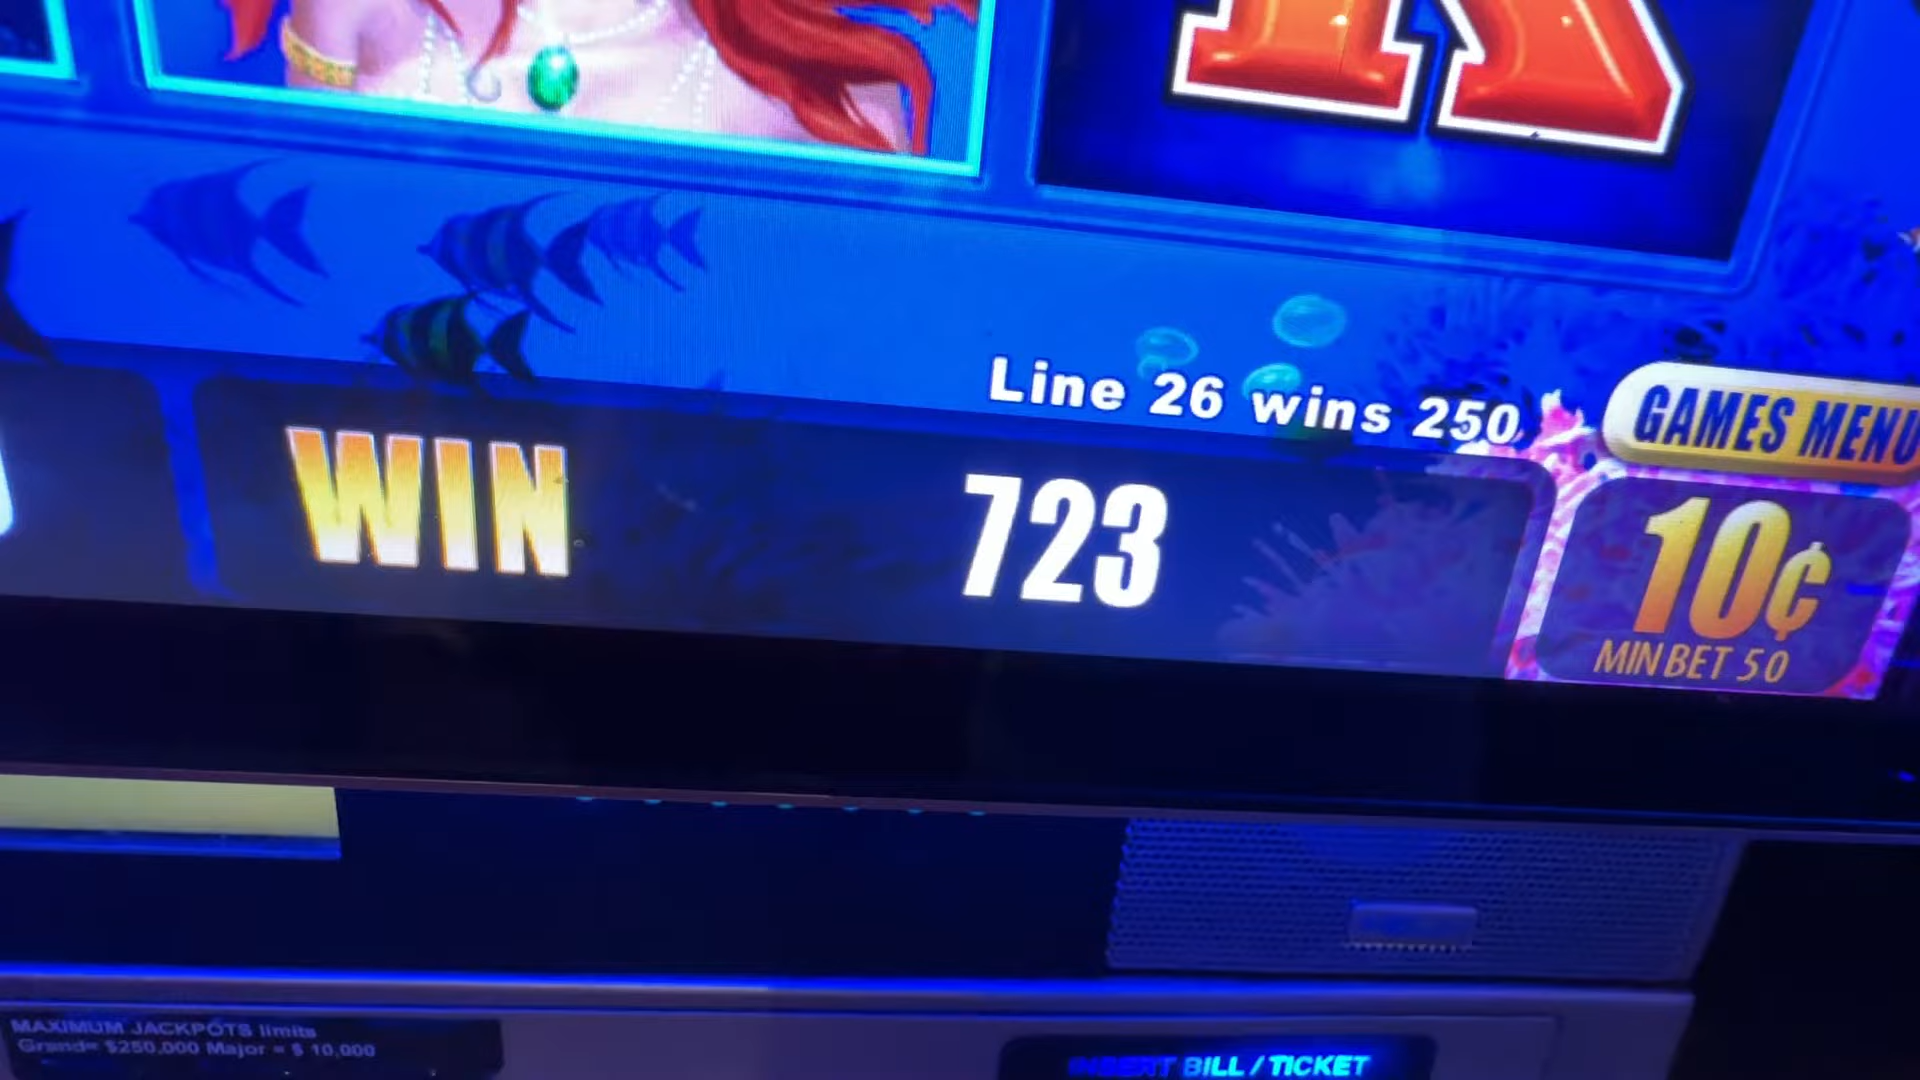 Line 26 wins 250
GAMES MENU
WIN
723
10¢
MIN BET 50
MAXIMUM JACKPOTS limits
Grand= $250,000 Major = $ 10,000
INSERT BILL / TICKET